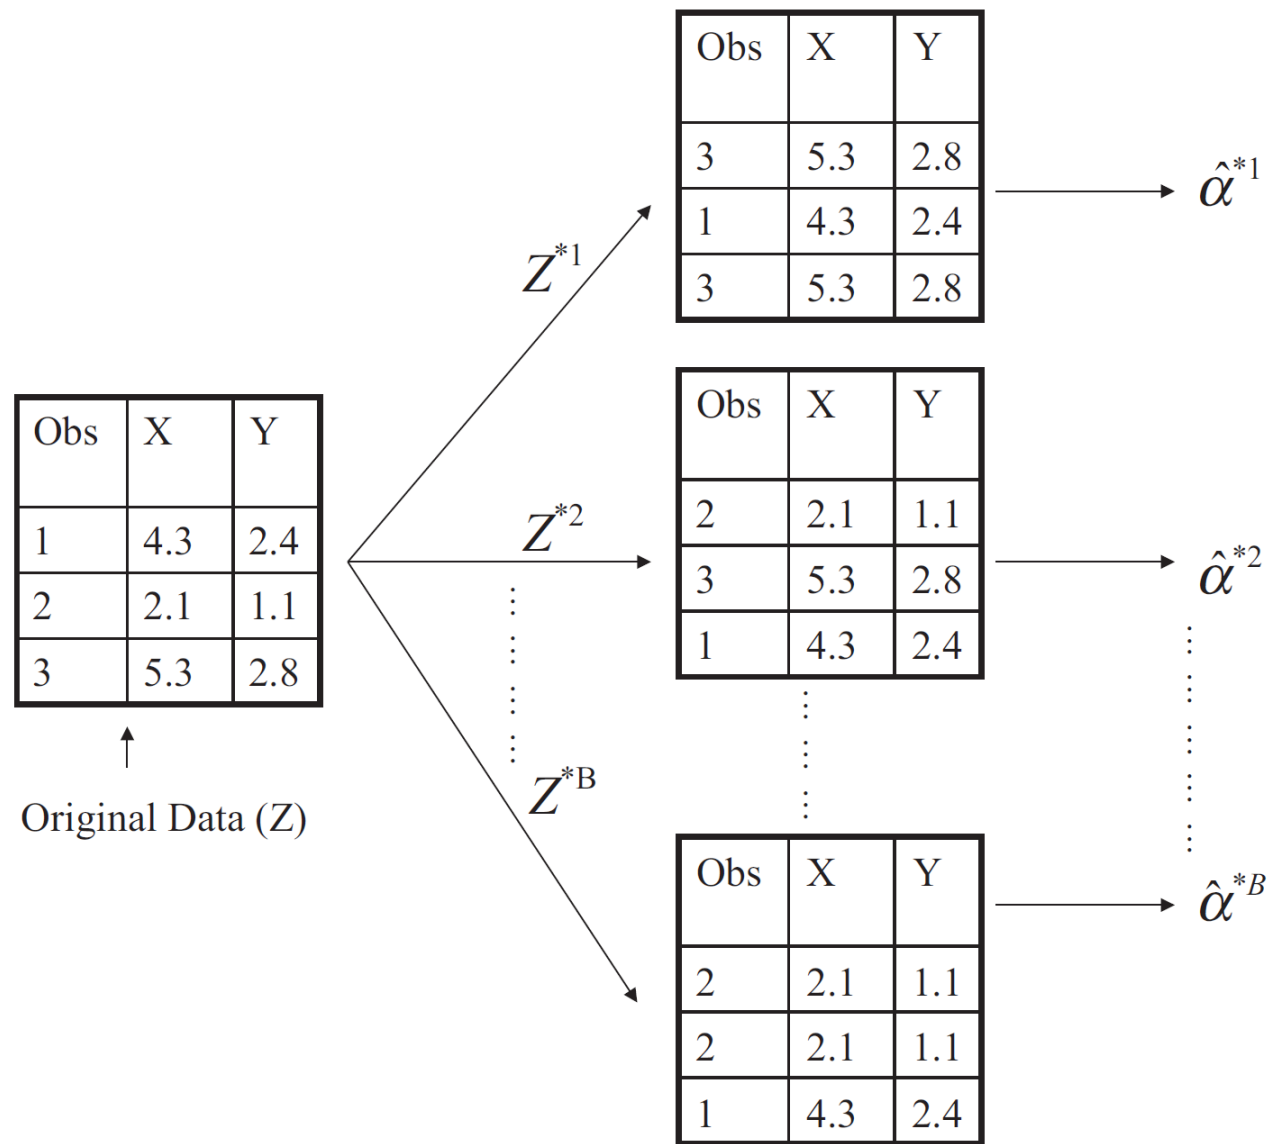 Obs X Y
1 4.3 2.4
2 2.1 1.1
3 5.3 2.8
Original Data (Z)
Z*1
Z*2
Z*B
Obs X Y
3 5.3 2.8
1 4.3 2.4
3 5.3 2.8
α̂*1
Obs X Y
2 2.1 1.1
3 5.3 2.8
1 4.3 2.4
α̂*2
Obs X Y
2 2.1 1.1
2 2.1 1.1
1 4.3 2.4
α̂*B